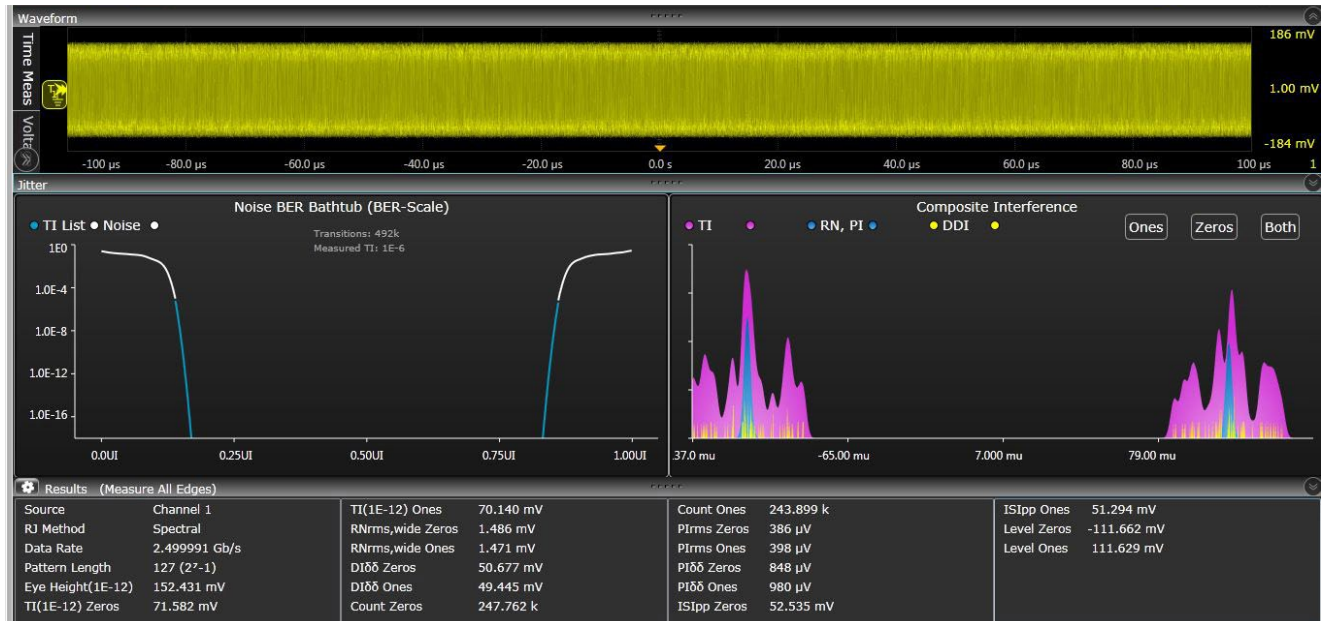 Waveform
Time Meas
Volta
186 mV
1.00 mV
-184 mV
-100 µs -80.0 µs -60.0 µs -40.0 µs -20.0 µs 0.0 s 20.0 µs 40.0 µs 60.0 µs 80.0 µs 100 µs 1
Jitter
Noise BER Bathtub (BER-Scale)
TI List Noise
Transitions: 492k
Measured TI: 1E-6
1E0
1.0E-4
1.0E-8
1.0E-12
1.0E-16
0.0UI 0.25UI 0.50UI 0.75UI 1.00UI
Composite Interference
TI RN, PI DDI
Ones Zeros Both
37.0 mu -65.00 mu 7.000 mu 79.00 mu
Results (Measure All Edges)
Source Channel 1
RJ Method Spectral
Data Rate 2.499991 Gb/s
Pattern Length 127 (2⁷-1)
Eye Height(1E-12) 152.431 mV
TI(1E-12) Zeros 71.582 mV
TI(1E-12) Ones 70.140 mV
RNrms,wide Zeros 1.486 mV
RNrms,wide Ones 1.471 mV
DIδδ Zeros 50.677 mV
DIδδ Ones 49.445 mV
Count Zeros 247.762 k
Count Ones 243.899 k
PIrms Zeros 386 µV
PIrms Ones 398 µV
PIδδ Zeros 848 µV
PIδδ Ones 980 µV
ISIpp Zeros 52.535 mV
ISIpp Ones 51.294 mV
Level Zeros -111.662 mV
Level Ones 111.629 mV